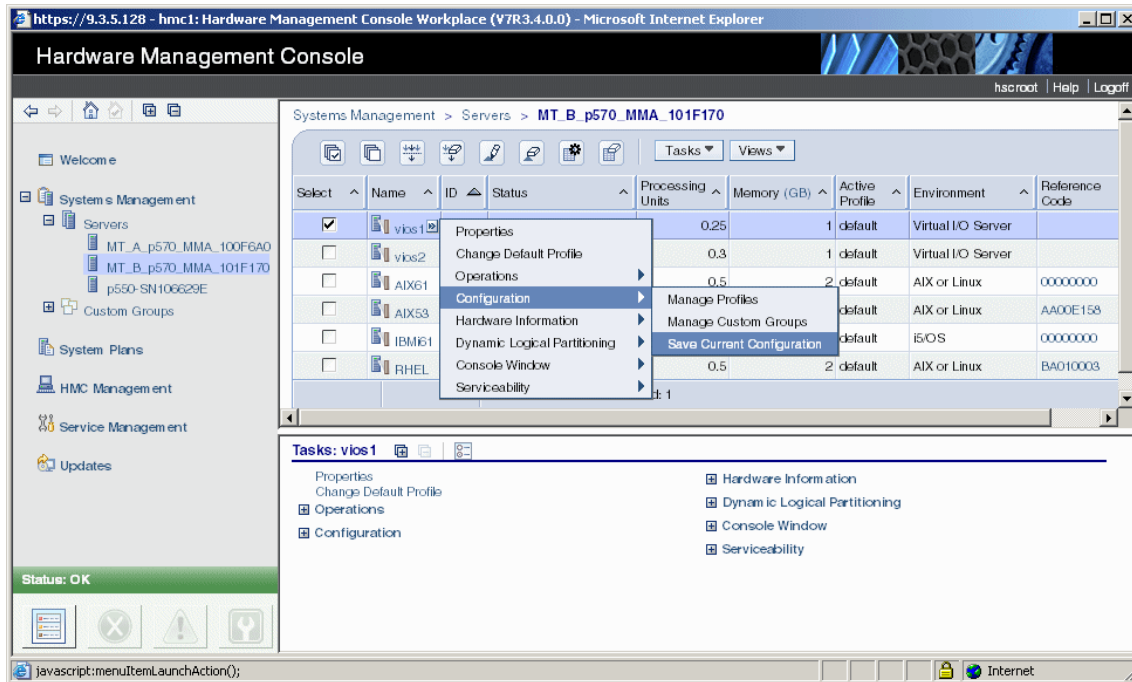 https://9.3.5.128 - hmc1: Hardware Management Console Workplace (V7R3.4.0.0) - Microsoft Internet Explorer
Hardware Management Console
hscroot | Help | Logoff
Systems Management > Servers > MT_B_p570_MMA_101F170
Tasks Views
Welcome
Systems Management
Servers
MT_A_p570_MMA_100F6A0
MT_B_p570_MMA_101F170
p550-SN106629E
Custom Groups
System Plans
HMC Management
Service Management
Updates
Status: OK
Select Name ID Status Processing Units Memory (GB) Active Profile Environment Reference Code
vios1 0.25 1 default Virtual I/O Server
vios2 0.3 1 default Virtual I/O Server
AIX61 0.5 2 default AIX or Linux 00000000
AIX53 default AIX or Linux AA00E158
IBMi61 default i5/OS 00000000
RHEL 0.5 2 default AIX or Linux BA010003
d: 1
Properties
Change Default Profile
Operations
Configuration
Hardware Information
Dynamic Logical Partitioning
Console Window
Serviceability
Manage Profiles
Manage Custom Groups
Save Current Configuration
Tasks: vios1
Properties
Change Default Profile
Operations
Configuration
Hardware Information
Dynamic Logical Partitioning
Console Window
Serviceability
javascript:menuItemLaunchAction();
Internet